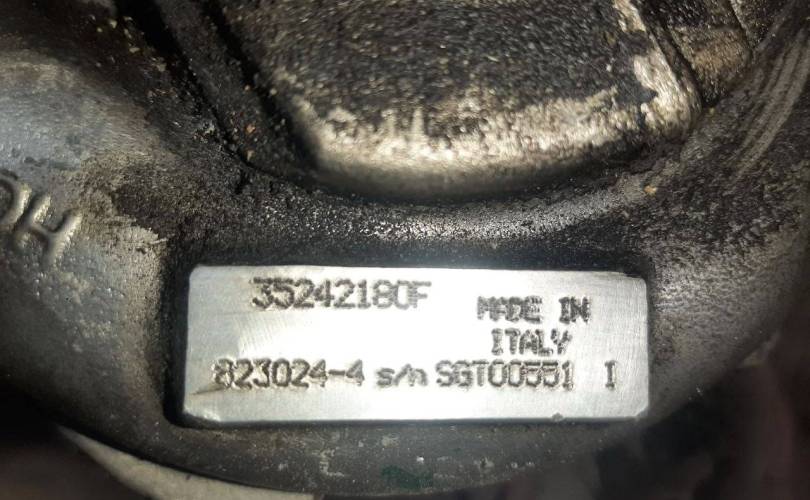 35242180F
MADE IN
ITALY
823024-4 s/n SGT00551 I